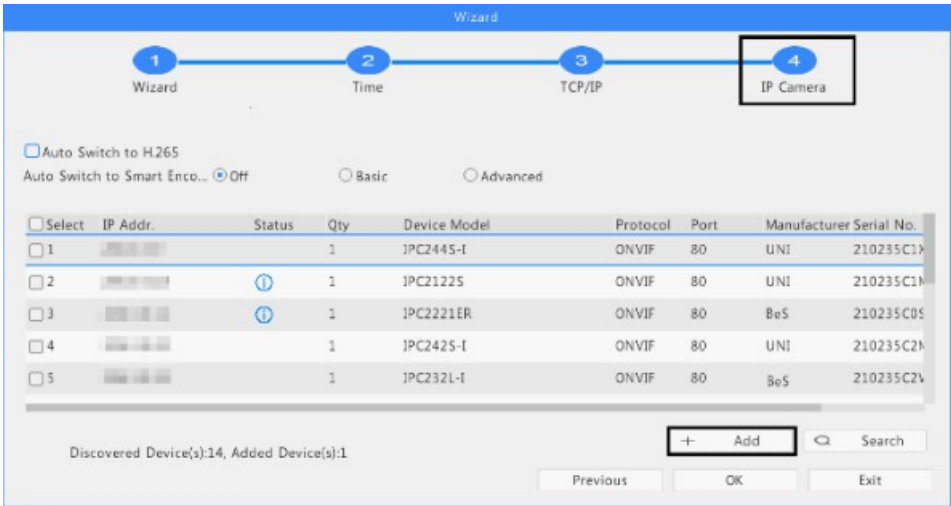 Wizard
1 2 3 4
Wizard Time TCP/IP IP Camera
Auto Switch to H.265
Auto Switch to Smart Enco... Off Basic Advanced
Select IP Addr. Status Qty Device Model Protocol Port Manufacturer Serial No.
1 1 IPC244S-I ONVIF 80 UNI 210235C1X
2 1 IPC2122S ONVIF 80 UNI
3 1 IPC2221ER ONVIF 80 BeS 210235C0S
4 1 IPC242S-I ONVIF 80 UNI
5 1 IPC232L-I ONVIF 80 BeS
+ Add Search
Discovered Device(s):14, Added Device(s):1
Previous OK Exit